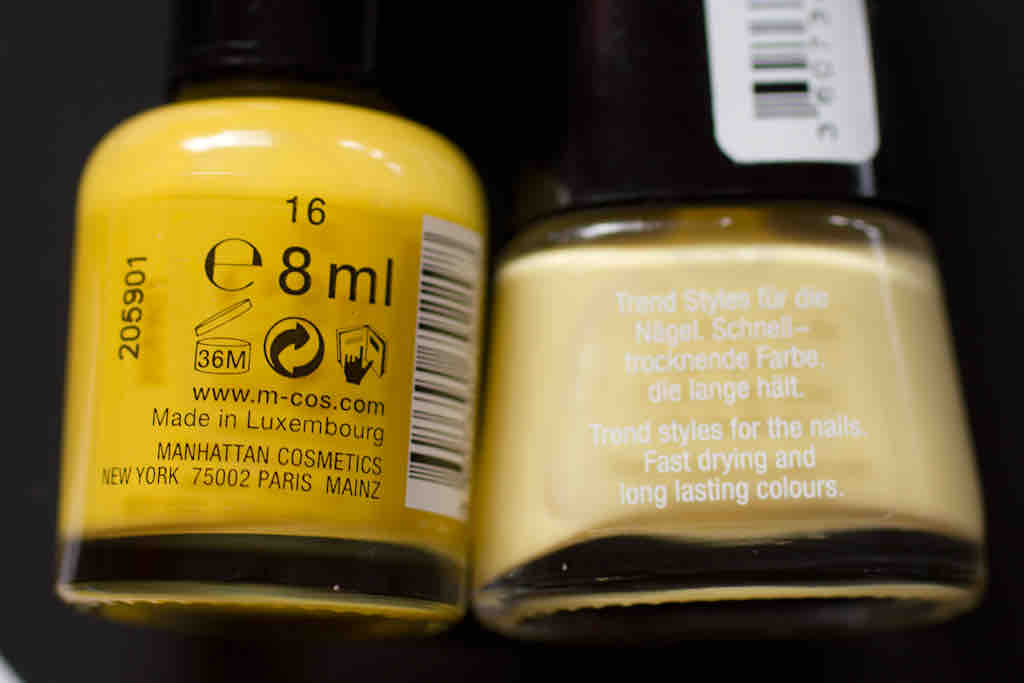 16
℮ 8 ml
205901
36M
www.m-cos.com
Made in Luxembourg
MANHATTAN COSMETICS
NEW YORK 75002 PARIS MAINZ
Trend Styles für die
Nägel. Schnell-
trocknende Farbe,
die lange hält.
Trend styles for the nails.
Fast drying and
long lasting colours.